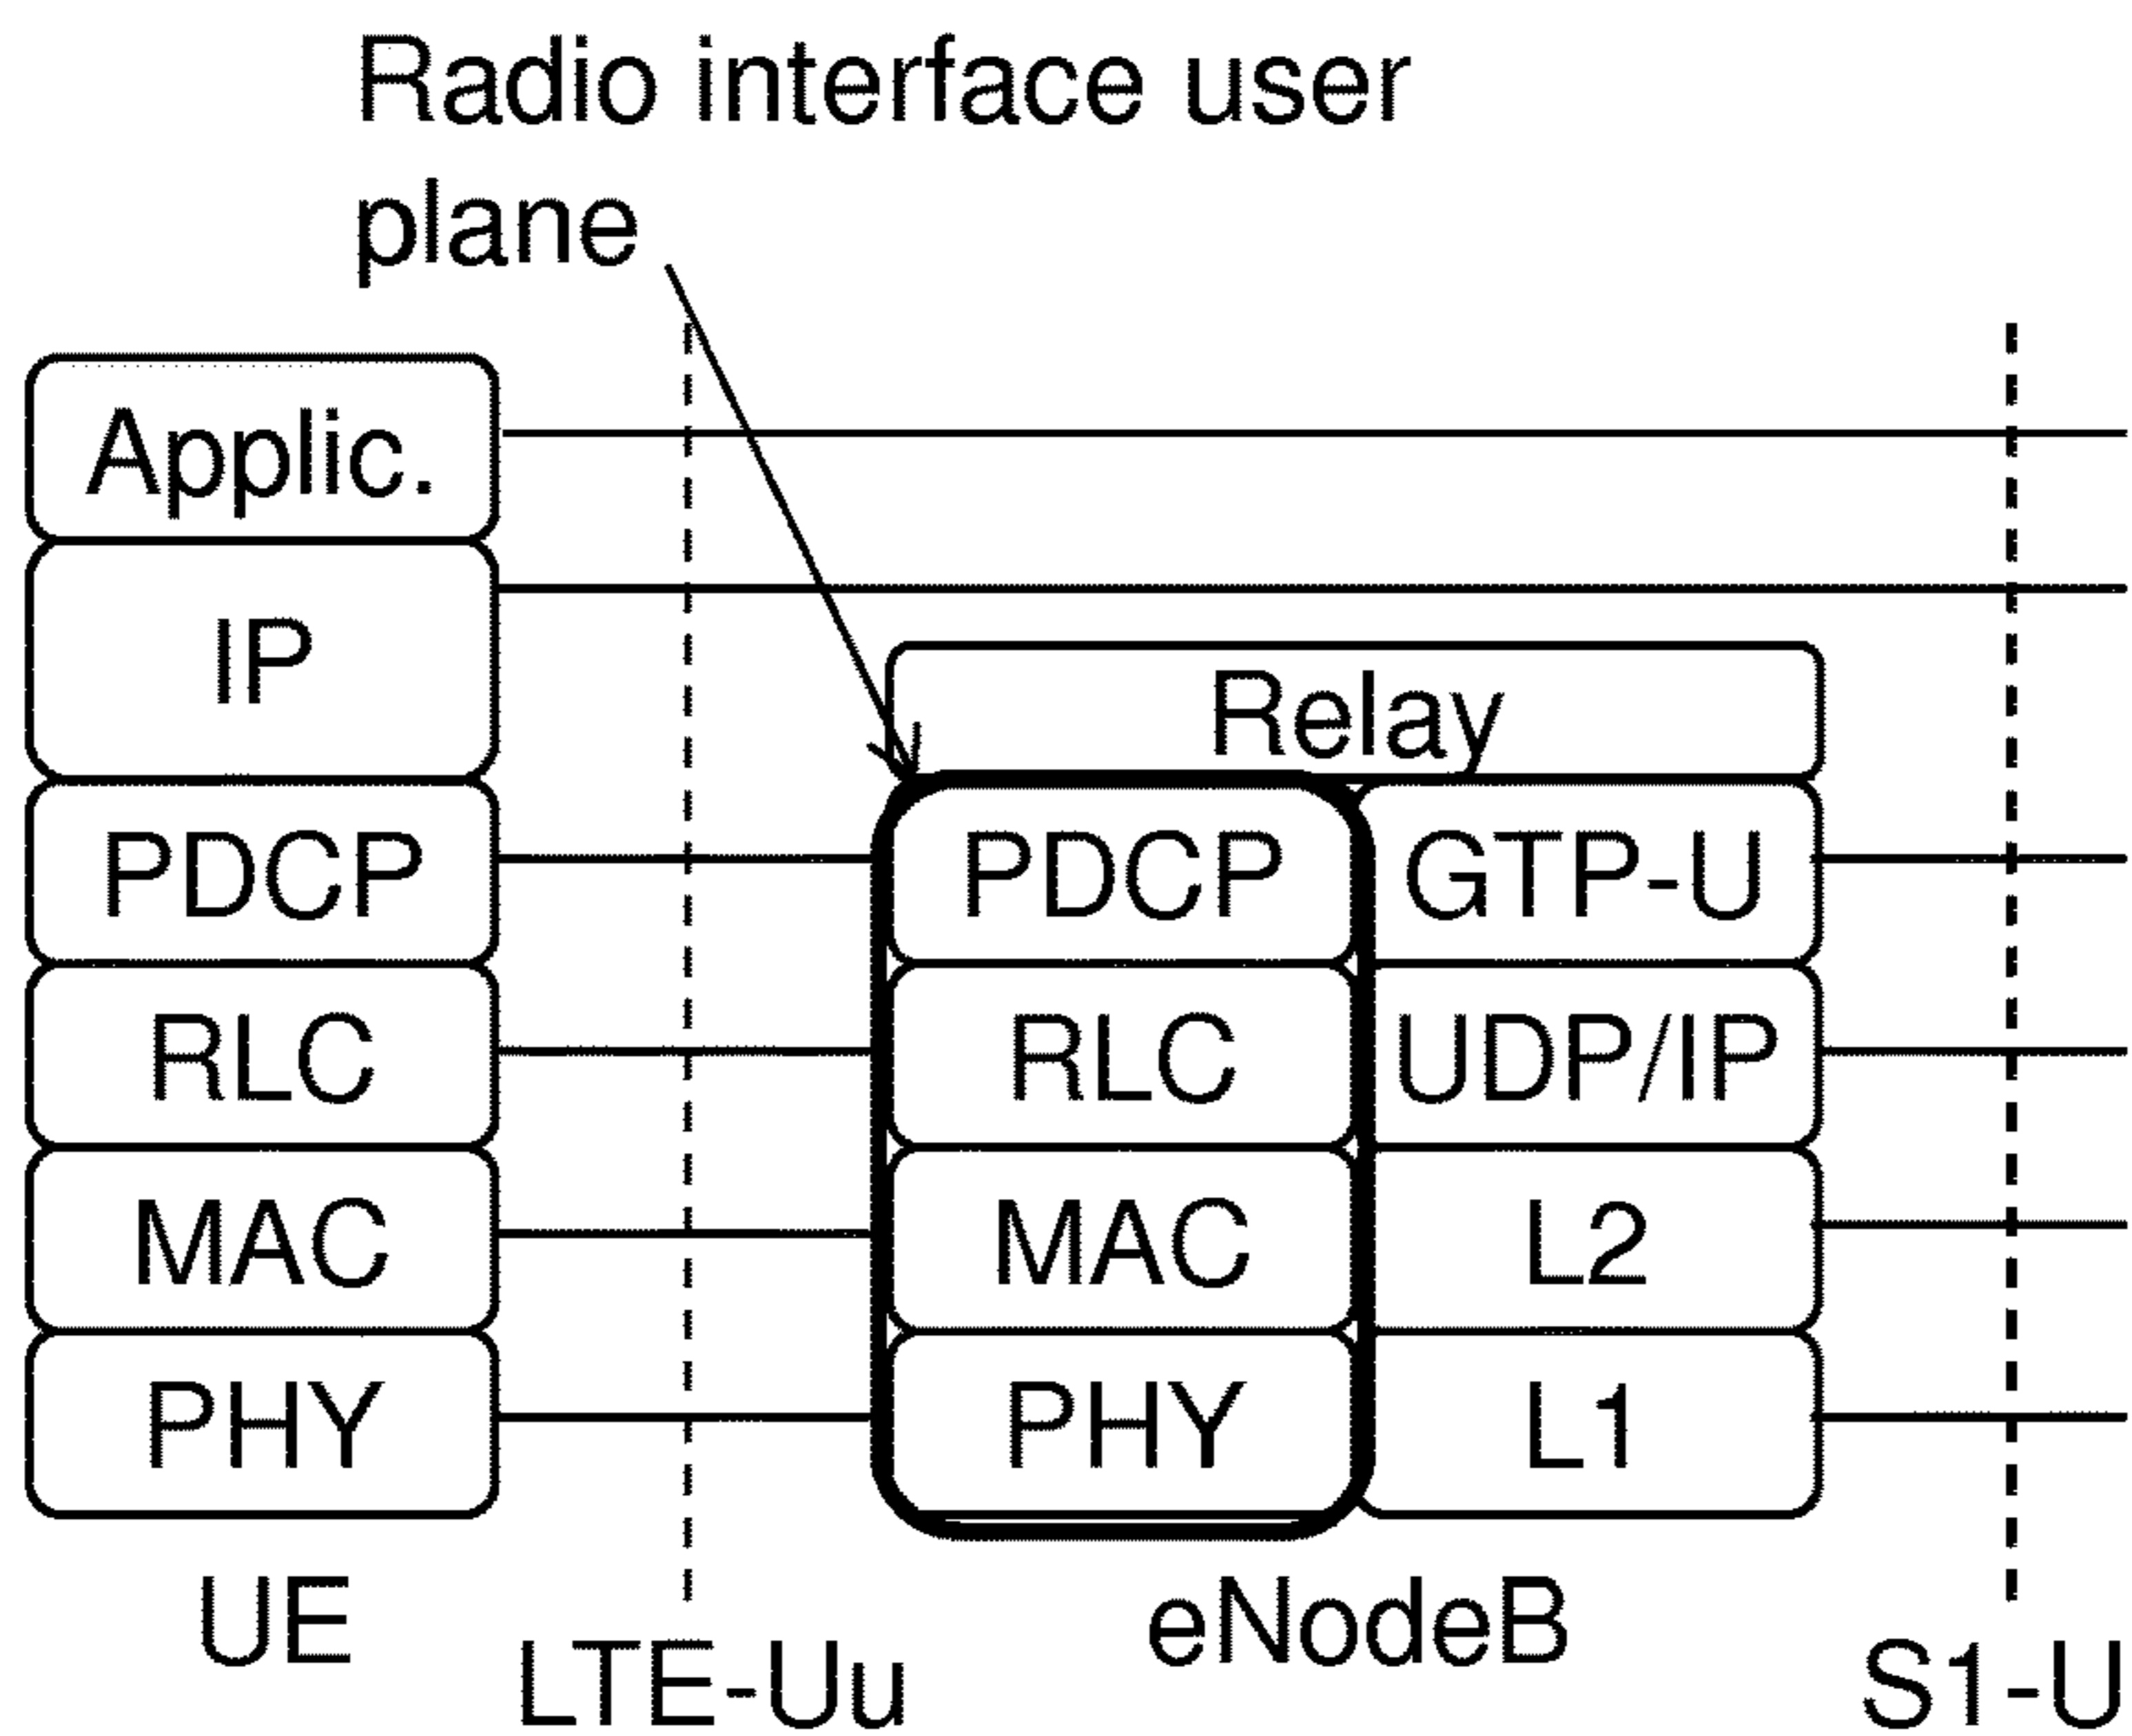 Radio interface user
plane
Applic.
IP
Relay
PDCP
PDCP
GTP-U
RLC
RLC
UDP/IP
MAC
MAC
L2
PHY
PHY
L1
UE
LTE-Uu
eNodeB
S1-U